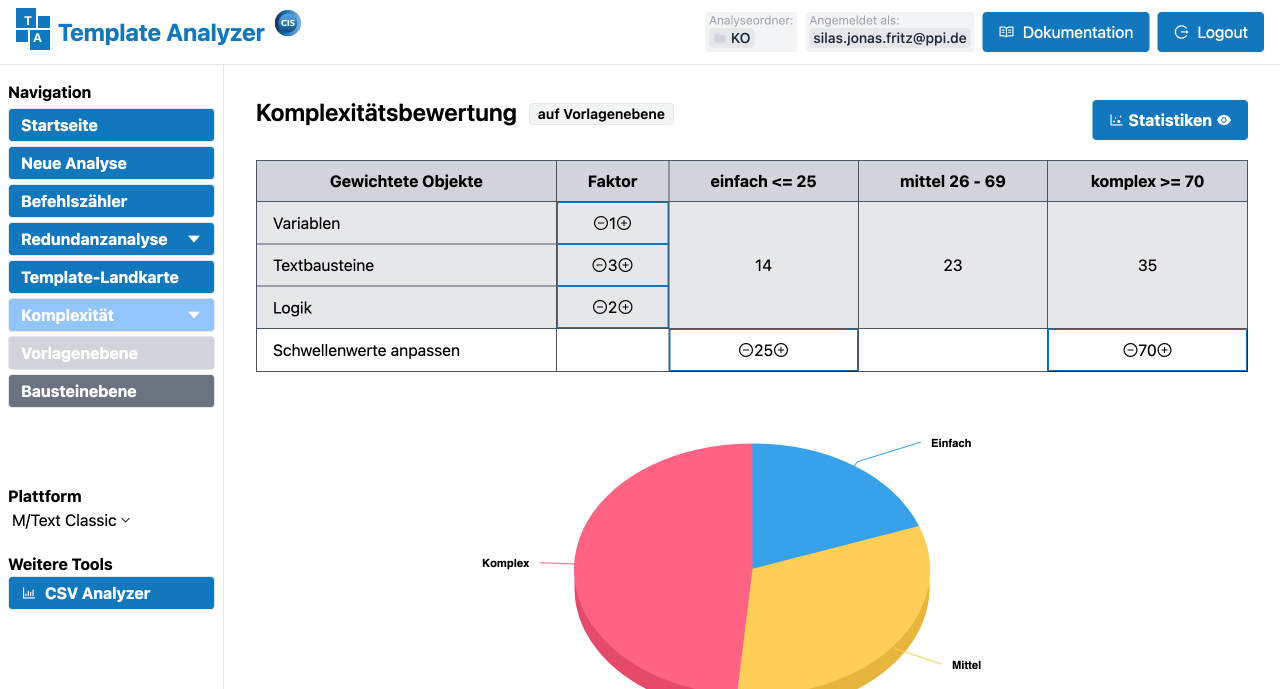 T
A
Template Analyzer
CIS
Analyseordner:
KO
Angemeldet als:
silas.jonas.fritz@ppi.de
Dokumentation
Logout
Navigation
Startseite
Neue Analyse
Befehlszähler
Redundanzanalyse
Template-Landkarte
Komplexität
Vorlagenebene
Bausteinebene
Plattform
M/Text Classic
Weitere Tools
CSV Analyzer
Komplexitätsbewertung auf Vorlagenebene
Statistiken
Gewichtete Objekte Faktor einfach <= 25 mittel 26 - 69 komplex >= 70
Variablen 1
Textbausteine 3 14 23 35
Logik 2
Schwellenwerte anpassen 25 70
Einfach
Komplex
Mittel